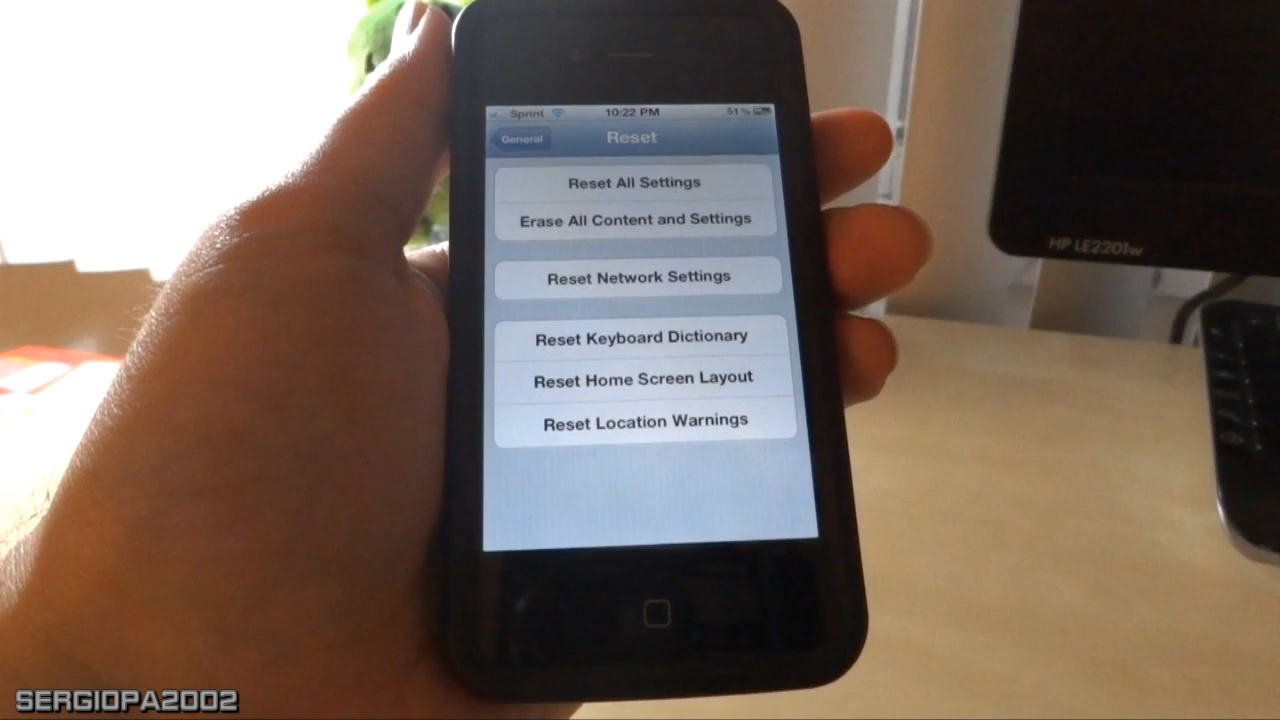 Sprint 10:22 PM 51%
General Reset
Reset All Settings
Erase All Content and Settings
Reset Network Settings
Reset Keyboard Dictionary
Reset Home Screen Layout
Reset Location Warnings
HP LE2201w
SERGIOPA2002